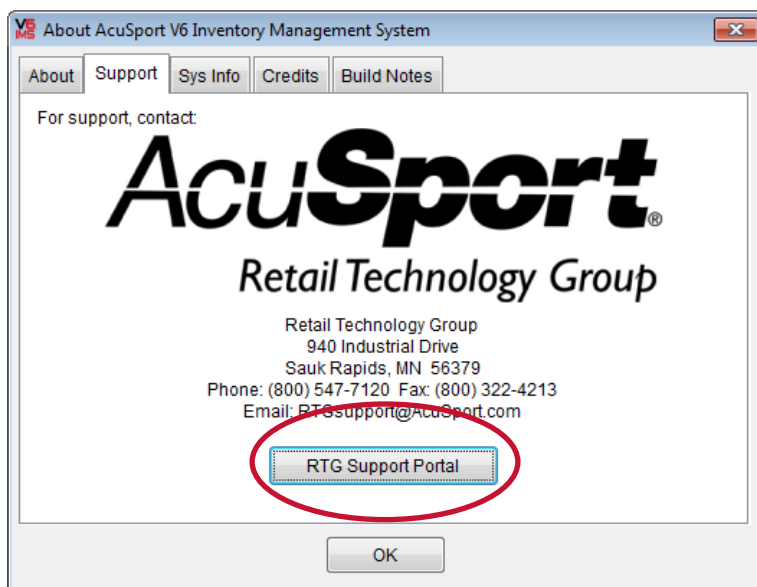 V6 IMS About AcuSport V6 Inventory Management System
About Support Sys Info Credits Build Notes
For support, contact:
AcuSport®
Retail Technology Group
Retail Technology Group
940 Industrial Drive
Sauk Rapids, MN 56379
Phone: (800) 547-7120 Fax: (800) 322-4213
Email: RTGsupport@AcuSport.com
RTG Support Portal
OK